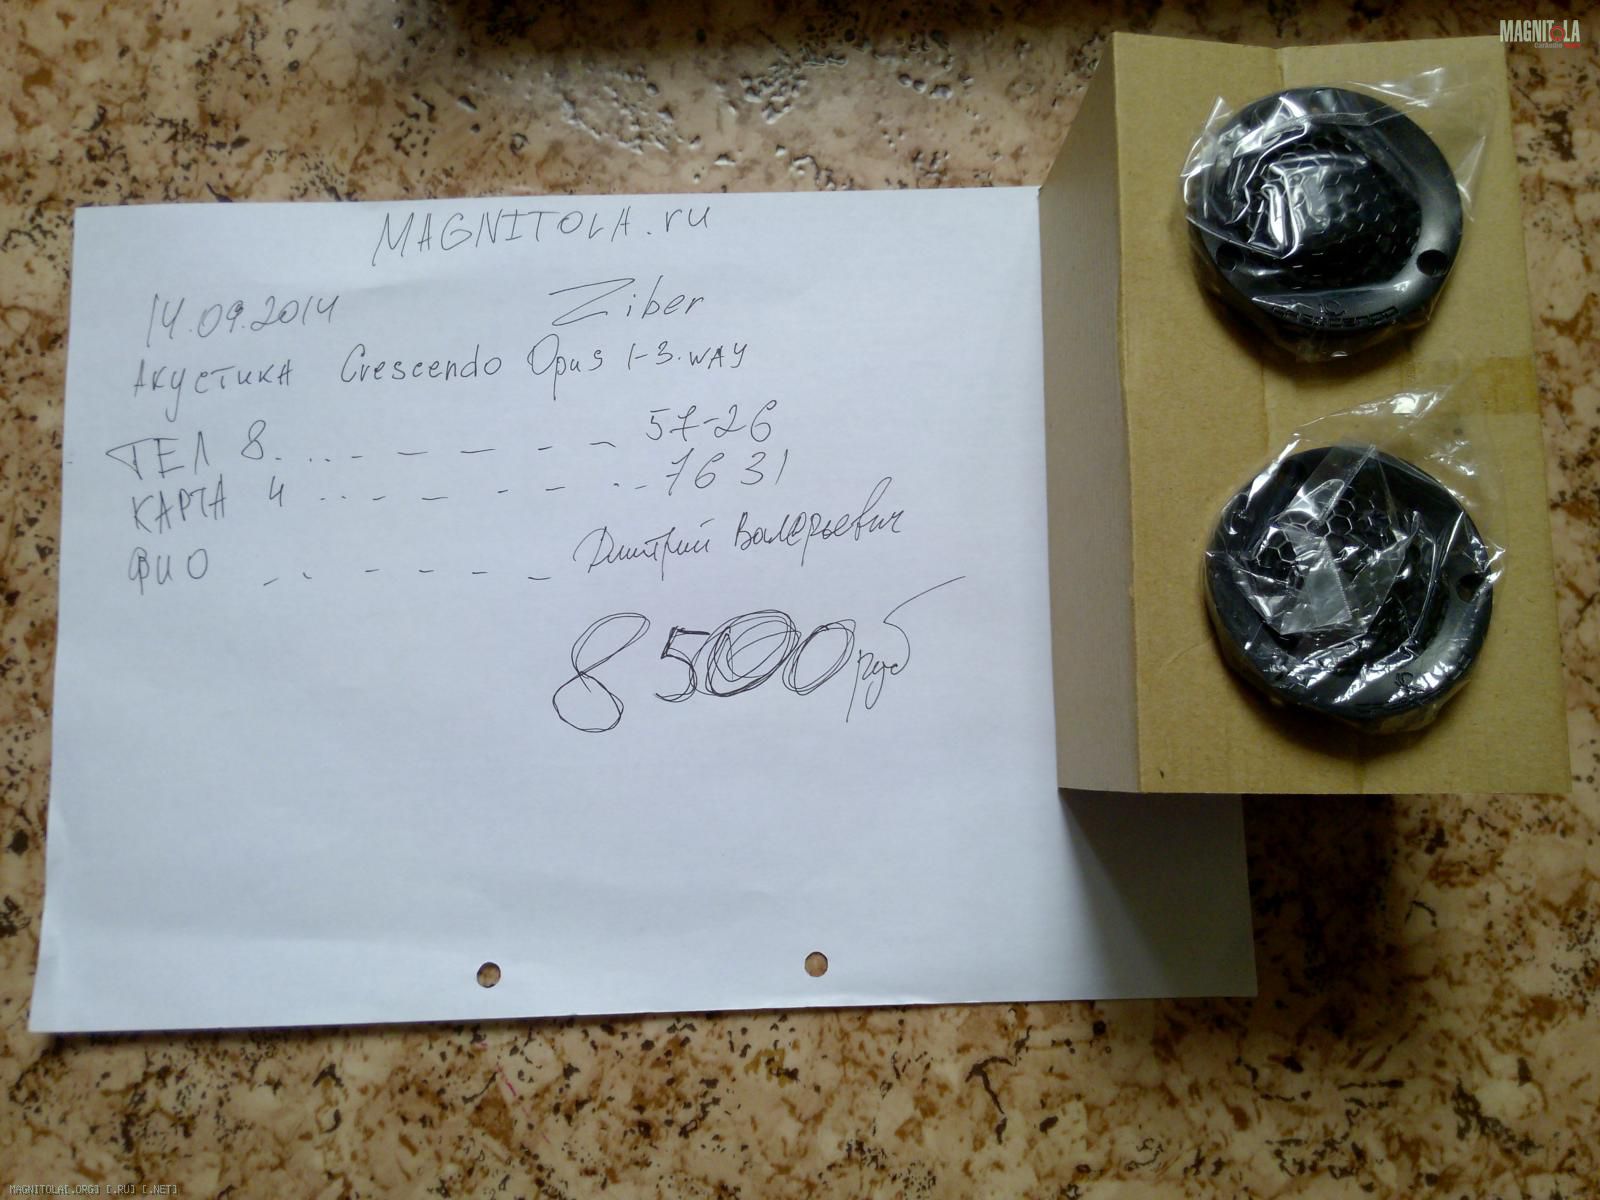 MAGNITOLA
CarAudio
MAGNITOLA.ru
14.09.2014 Ziber
Акустика Crescendo Opus 1-3.WAY
ТЕЛ 8. . . . - - - - - - 57-26
КАРТА 4 . . - - - - - . . - 7631
ФИО - - - - - - Дмитрий Валерьевич
8500 руб
MAGNITOLA[.ORG] [.RU] [.NET]